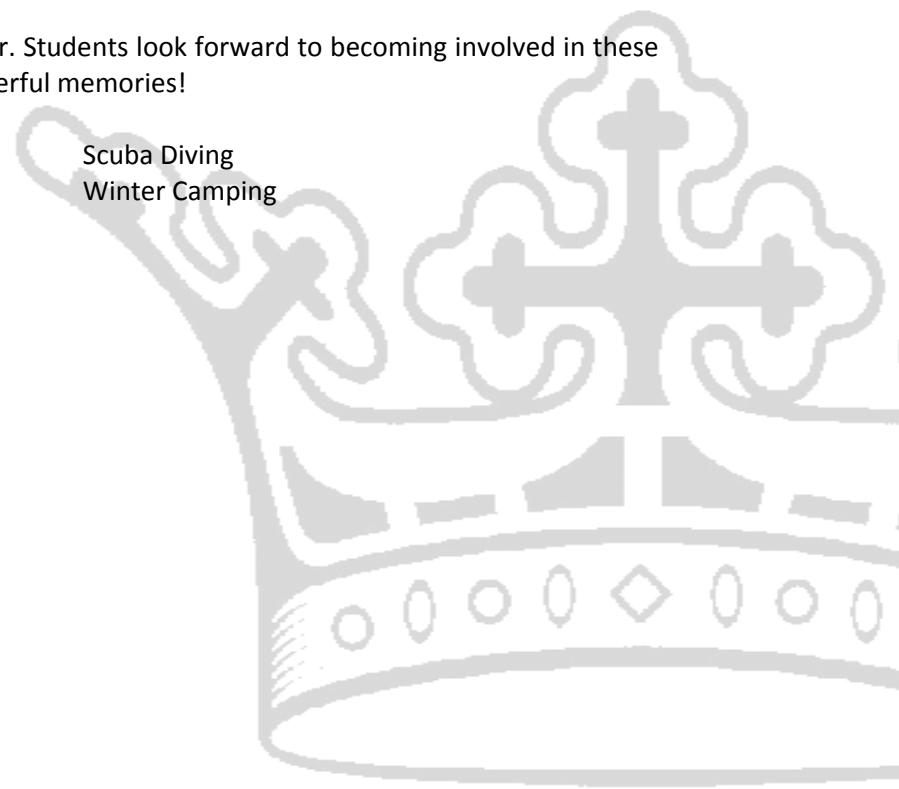 r. Students look forward to becoming involved in these
erful memories!
Scuba Diving
Winter Camping